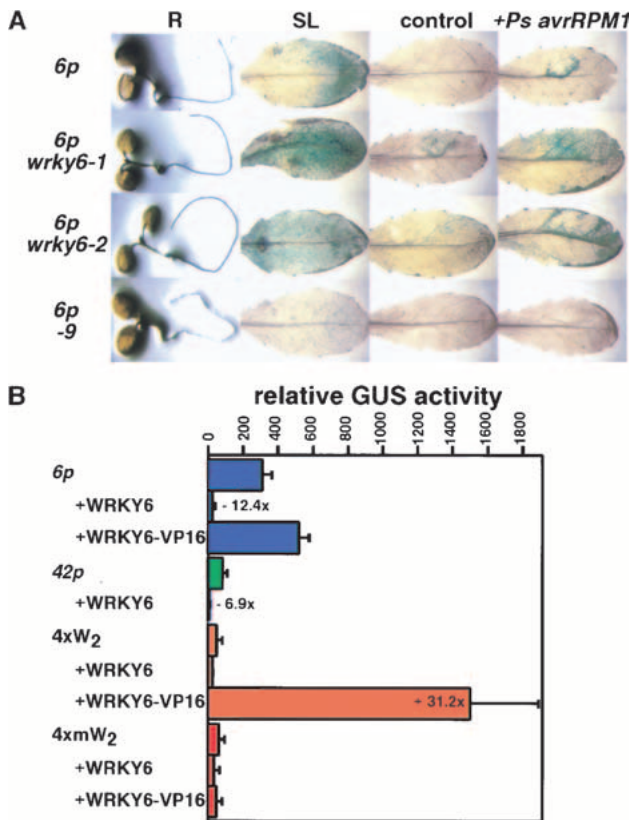 A
R SL control +Ps avrRPM1
6p
6p
wrky6-1
6p
wrky6-2
6p
-9
B
relative GUS activity
0 -200 -400 -600 -800 -1000 -1200 -1400 -1600 -1800
6p
+WRKY6 - 12.4x
+WRKY6-VP16
42p
+WRKY6 - 6.9x
4xW2
+WRKY6
+WRKY6-VP16 + 31.2x
4xmW2
+WRKY6
+WRKY6-VP16